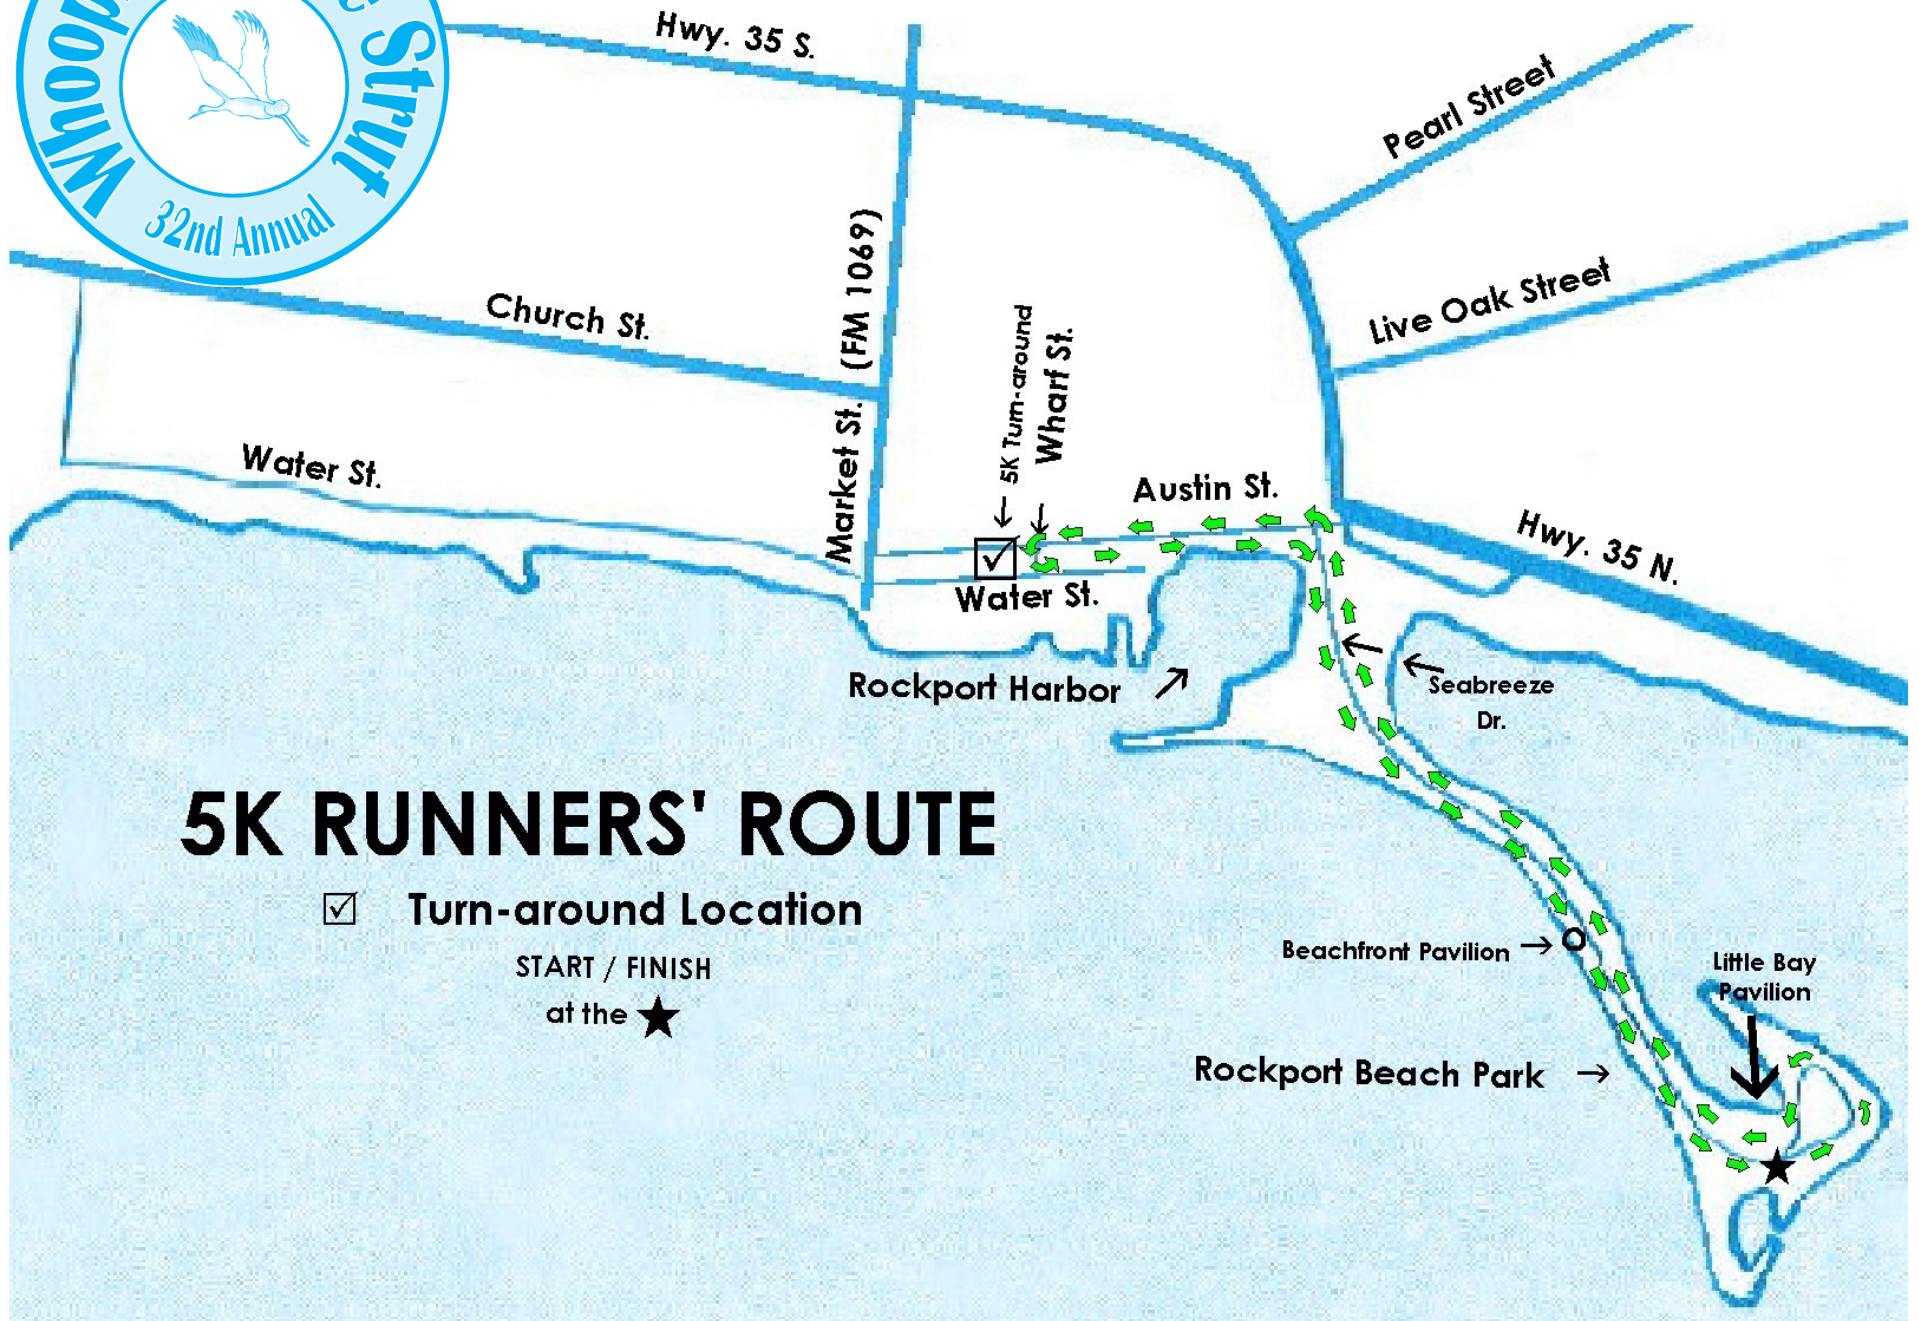 Strut
32nd Annual
Hwy. 35 S.
Pearl Street
Live Oak Street
Church St.
Market St. (FM 1069)
5K Turn-around
Wharf St.
Water St.
Austin St.
Hwy. 35 N.
Water St.
Rockport Harbor
Seabreeze
Dr.
5K RUNNERS' ROUTE
Turn-around Location
START / FINISH
at the
Beachfront Pavilion
Little Bay
Pavilion
Rockport Beach Park